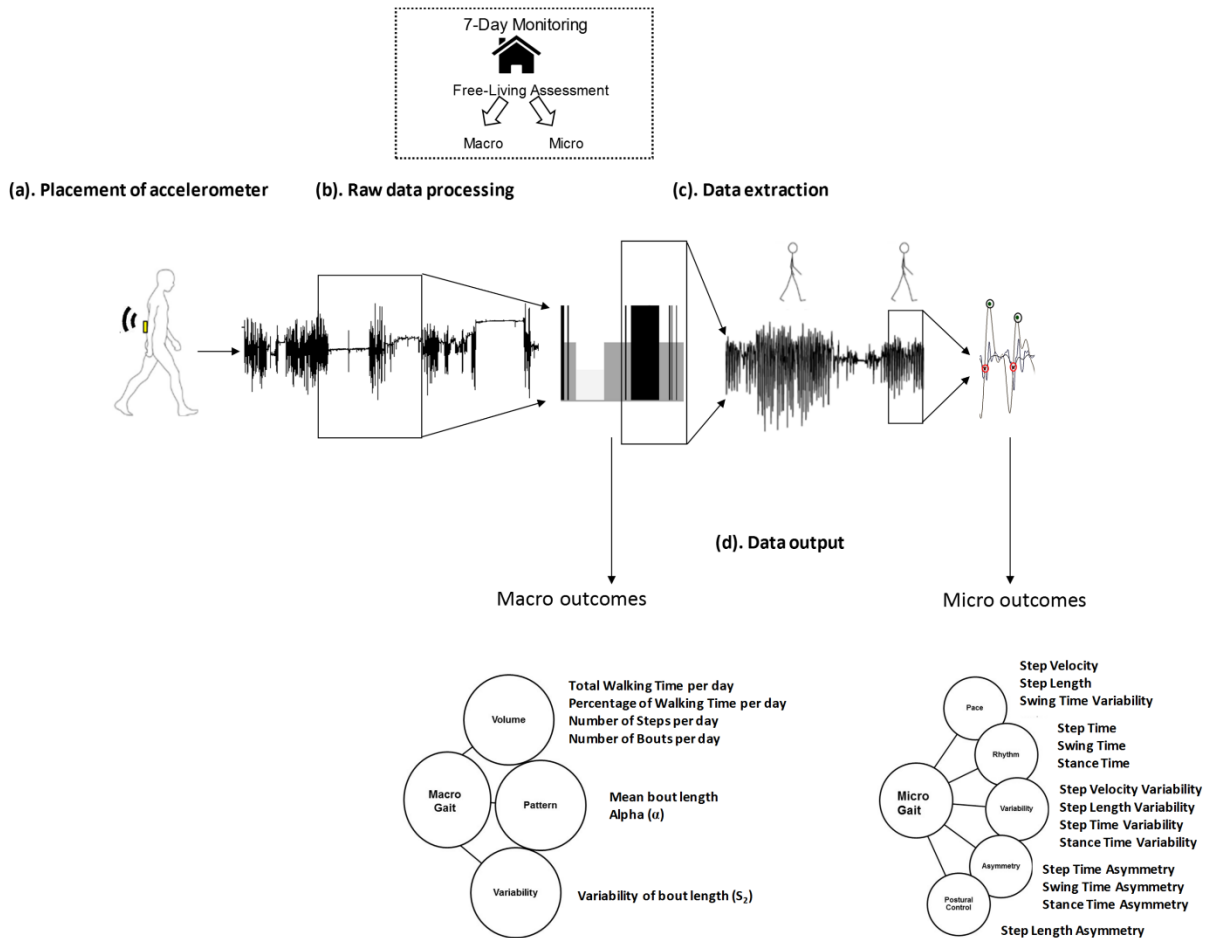 7-Day Monitoring
Free-Living Assessment
Macro
Micro
(a). Placement of accelerometer
(b). Raw data processing
(c). Data extraction
(d). Data output
Macro outcomes
Volume
Total Walking Time per day
Percentage of Walking Time per day
Number of Steps per day
Number of Bouts per day
Macro
Gait
Pattern
Mean bout length
Alpha (α)
Variability
Variability of bout length (S₂)
Micro outcomes
Pace
Step Velocity
Step Length
Swing Time Variability
Rhythm
Step Time
Swing Time
Stance Time
Micro
Gait
Variability
Step Velocity Variability
Step Length Variability
Step Time Variability
Stance Time Variability
Asymmetry
Step Time Asymmetry
Swing Time Asymmetry
Stance Time Asymmetry
Postural
Control
Step Length Asymmetry